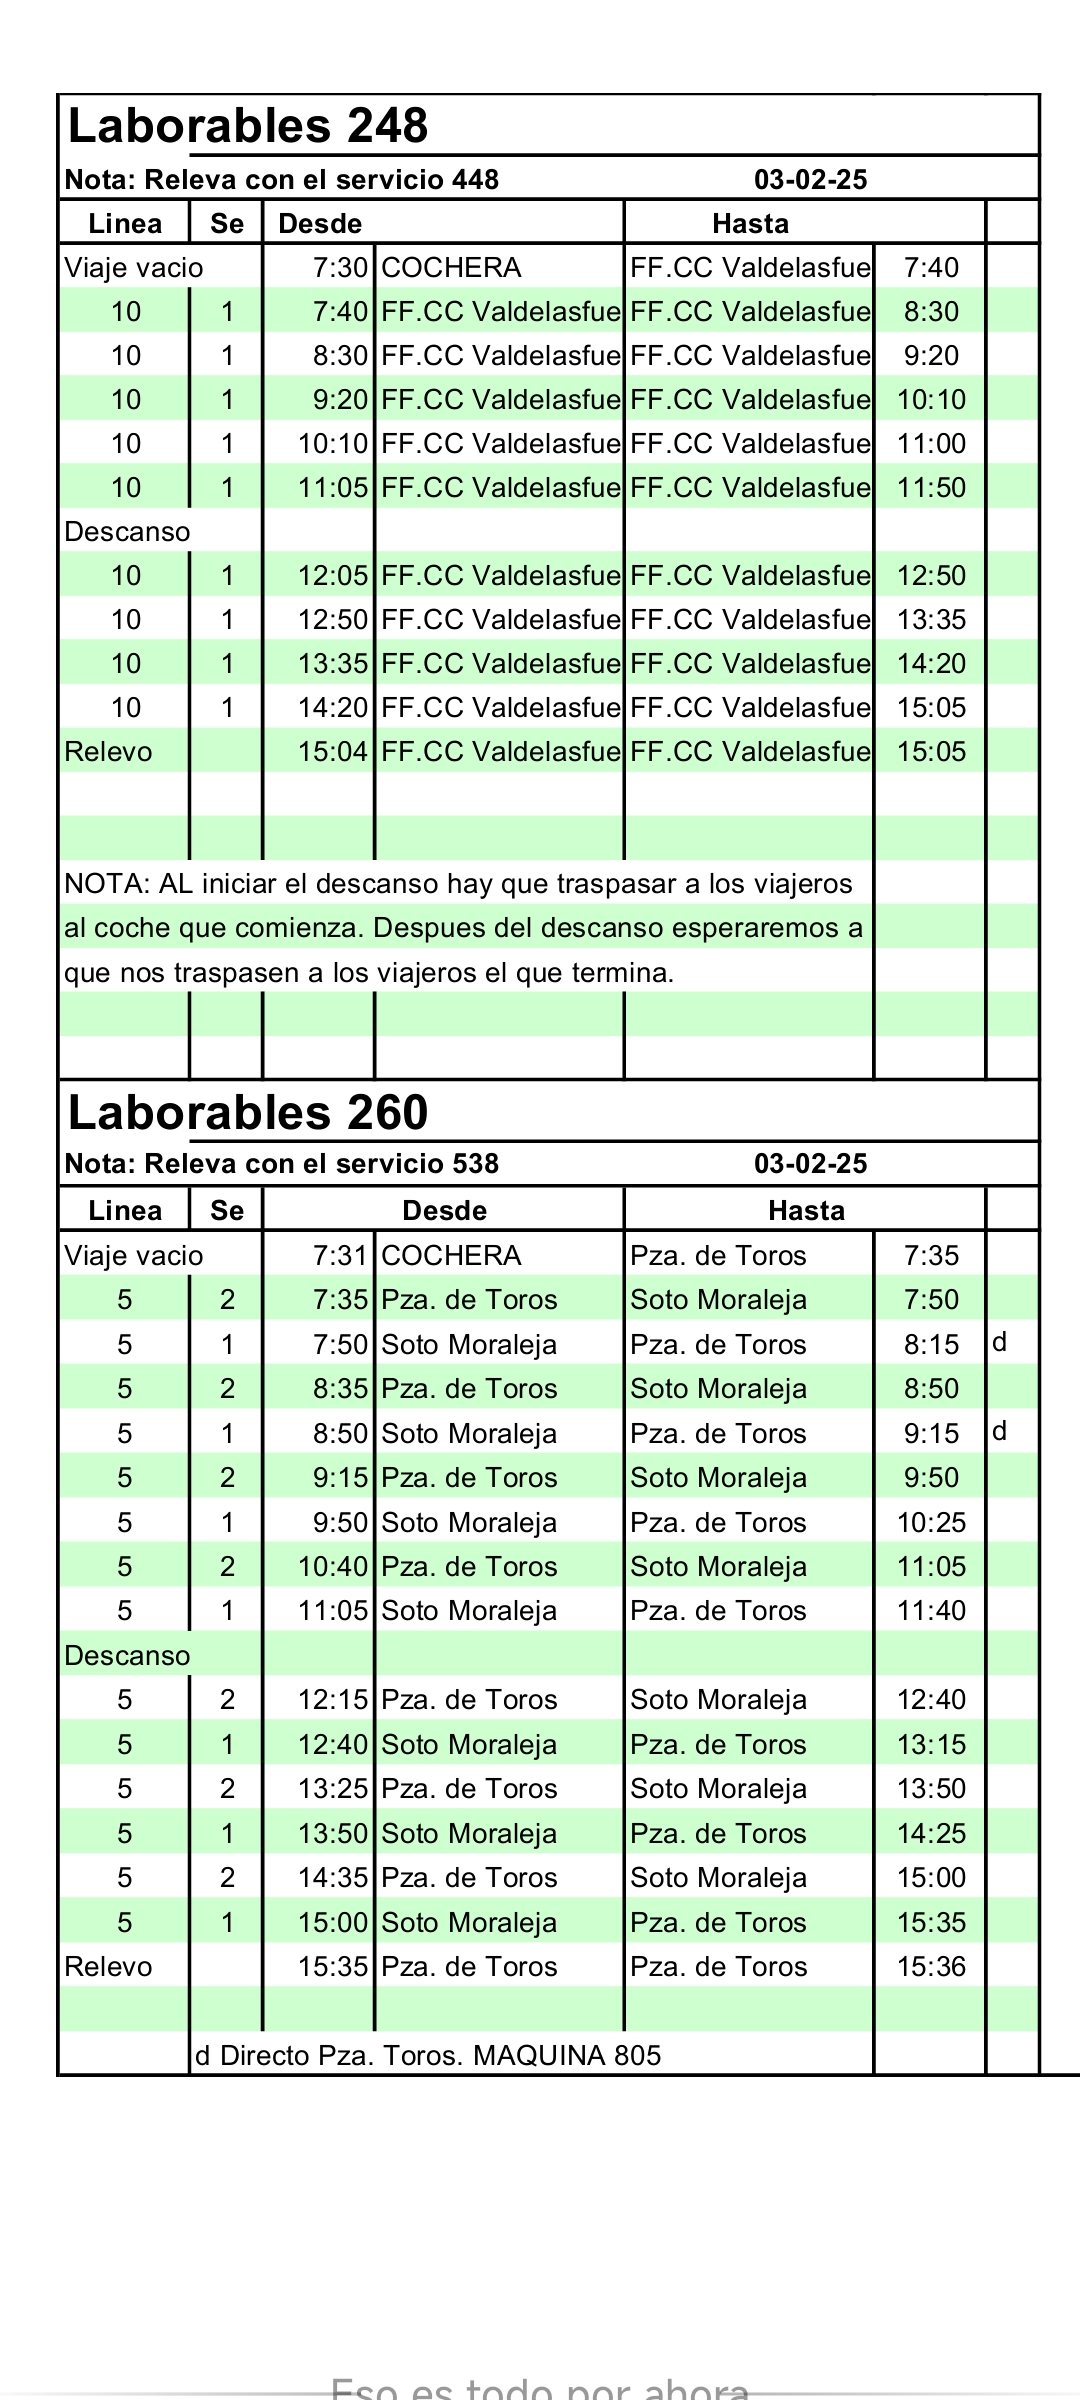 Laborables 248
Nota: Releva con el servicio 448 03-02-25
Linea Se Desde Hasta
Viaje vacio 7:30 COCHERA FF.CC Valdelasfue 7:40
10 1 7:40 FF.CC Valdelasfue FF.CC Valdelasfue 8:30
10 1 8:30 FF.CC Valdelasfue FF.CC Valdelasfue 9:20
10 1 9:20 FF.CC Valdelasfue FF.CC Valdelasfue 10:10
10 1 10:10 FF.CC Valdelasfue FF.CC Valdelasfue 11:00
10 1 11:05 FF.CC Valdelasfue FF.CC Valdelasfue 11:50
Descanso
10 1 12:05 FF.CC Valdelasfue FF.CC Valdelasfue 12:50
10 1 12:50 FF.CC Valdelasfue FF.CC Valdelasfue 13:35
10 1 13:35 FF.CC Valdelasfue FF.CC Valdelasfue 14:20
10 1 14:20 FF.CC Valdelasfue FF.CC Valdelasfue 15:05
Relevo 15:04 FF.CC Valdelasfue FF.CC Valdelasfue 15:05
NOTA: AL iniciar el descanso hay que traspasar a los viajeros
al coche que comienza. Despues del descanso esperaremos a
que nos traspasen a los viajeros el que termina.
Laborables 260
Nota: Releva con el servicio 538 03-02-25
Linea Se Desde Hasta
Viaje vacio 7:31 COCHERA Pza. de Toros 7:35
5 2 7:35 Pza. de Toros Soto Moraleja 7:50
5 1 7:50 Soto Moraleja Pza. de Toros 8:15 d
5 2 8:35 Pza. de Toros Soto Moraleja 8:50
5 1 8:50 Soto Moraleja Pza. de Toros 9:15 d
5 2 9:15 Pza. de Toros Soto Moraleja 9:50
5 1 9:50 Soto Moraleja Pza. de Toros 10:25
5 2 10:40 Pza. de Toros Soto Moraleja 11:05
5 1 11:05 Soto Moraleja Pza. de Toros 11:40
Descanso
5 2 12:15 Pza. de Toros Soto Moraleja 12:40
5 1 12:40 Soto Moraleja Pza. de Toros 13:15
5 2 13:25 Pza. de Toros Soto Moraleja 13:50
5 1 13:50 Soto Moraleja Pza. de Toros 14:25
5 2 14:35 Pza. de Toros Soto Moraleja 15:00
5 1 15:00 Soto Moraleja Pza. de Toros 15:35
Relevo 15:35 Pza. de Toros Pza. de Toros 15:36
d Directo Pza. Toros. MAQUINA 805
Eso es todo por ahora